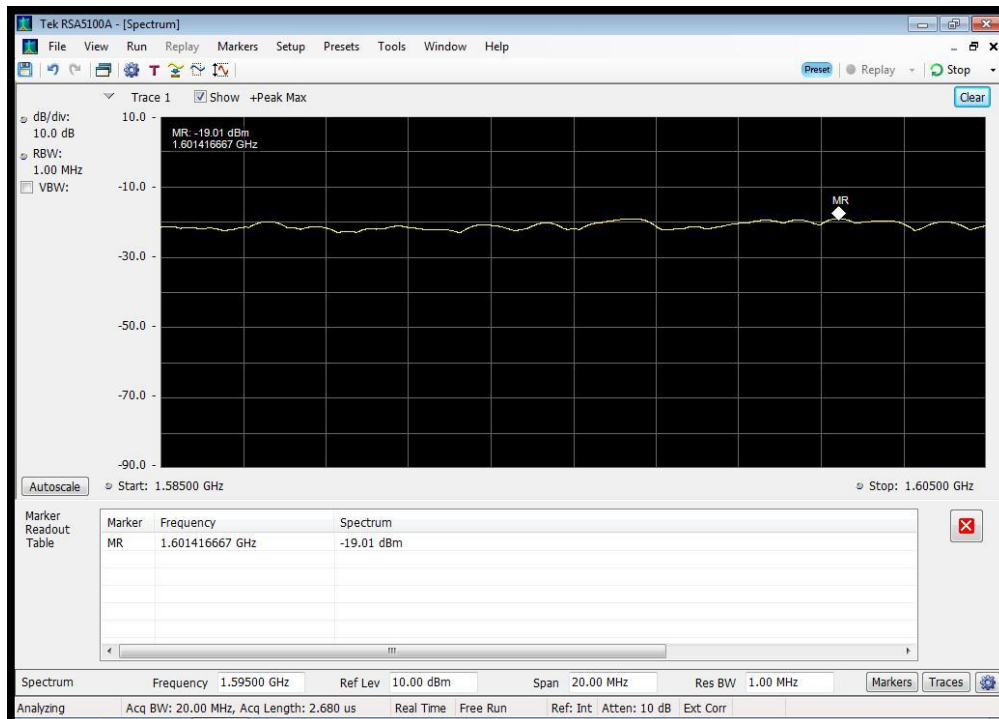 Tek RSA5100A - [Spectrum]
File View Run Replay Markers Setup Presets Tools Window Help
T
Preset Replay Stop
Trace 1 Show +Peak Max
Clear
dB/div:
10.0 dB
RBW:
1.00 MHz
VBW:
10.0
-10.0
-30.0
-50.0
-70.0
-90.0
MR: -19.01 dBm
1.601416667 GHz
MR
Autoscale
Start: 1.58500 GHz
Stop: 1.60500 GHz
Marker
Readout
Table
Marker Frequency Spectrum
MR 1.601416667 GHz -19.01 dBm
Spectrum Frequency 1.59500 GHz Ref Lev 10.00 dBm Span 20.00 MHz Res BW 1.00 MHz Markers Traces
Analyzing Acq BW: 20.00 MHz, Acq Length: 2.680 us Real Time Free Run Ref: Int Atten: 10 dB Ext Corr